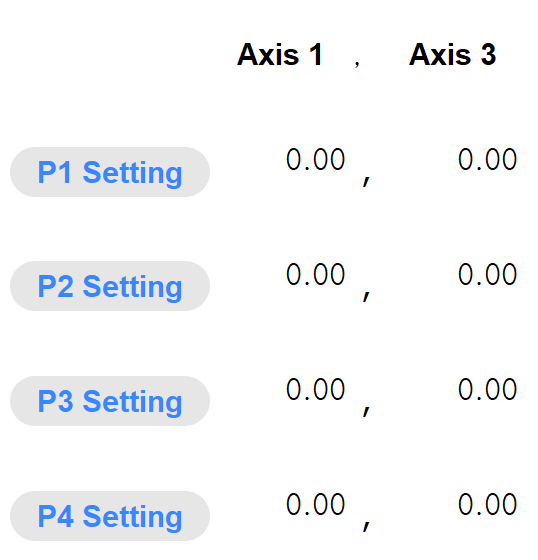 Axis 1 , Axis 3
P1 Setting 0.00 , 0.00
P2 Setting 0.00 , 0.00
P3 Setting 0.00 , 0.00
P4 Setting 0.00 , 0.00